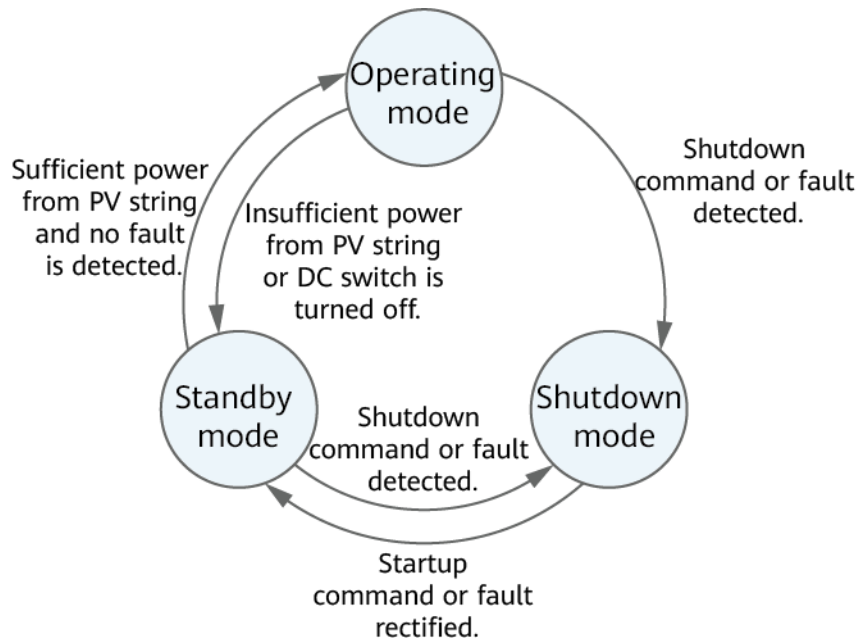 Operating
mode
Shutdown
command or fault
detected.
Sufficient power
from PV string
and no fault
is detected.
Insufficient power
from PV string
or DC switch is
turned off.
Standby
mode
Shutdown
command or fault
detected.
Shutdown
mode
Startup
command or fault
rectified.